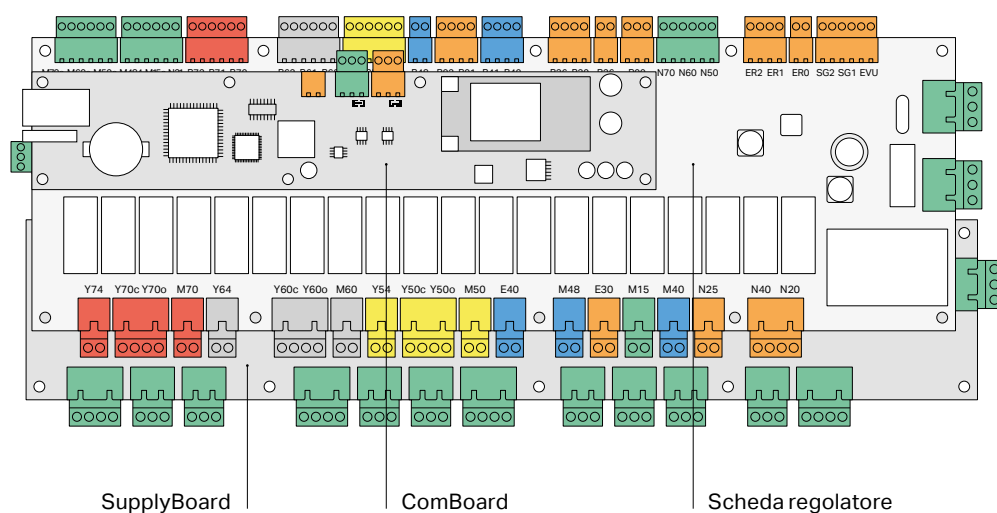 N70 N60 N50 ER2 ER1 ER0 SG2 SG1 EVU
Y74 Y70c Y70o M70 Y64 Y60c Y60o M60 Y54 Y50c Y50o M50 E40 M48 E30 M15 M40 N25 N40 N20
SupplyBoard ComBoard Scheda regolatore